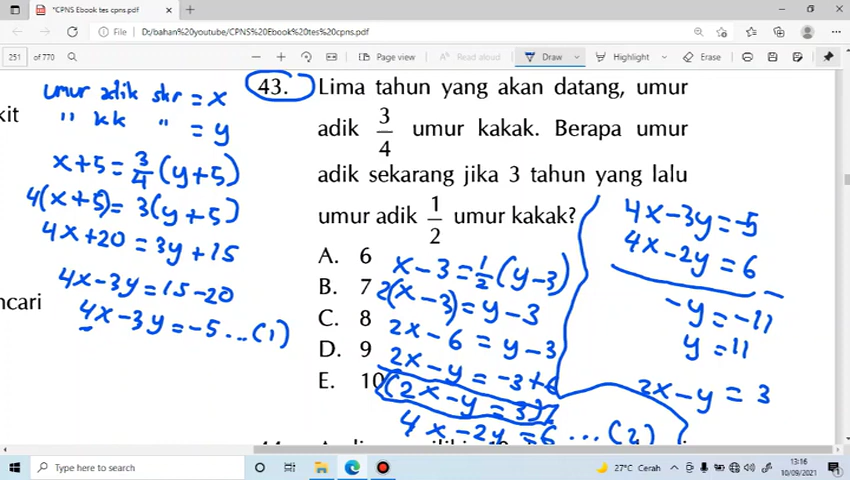 *CPNS Ebook tes cpns.pdf
File | D:/bahan%20youtube/CPNS%20Ebook%20tes%20cpns.pdf
251 of 770
Page view
Read aloud
Draw
Highlight
Erase
kit
ncari
umur adik skr = x
" kk " = y
x+5 = 3/4 (y+5)
4(x+5) = 3(y+5)
4x+20 = 3y+15
4x-3y = 15-20
4x-3y = -5 ... (1)
43. Lima tahun yang akan datang, umur
adik 3/4 umur kakak. Berapa umur
adik sekarang jika 3 tahun yang lalu
umur adik 1/2 umur kakak?
A. 6
B. 7
C. 8
D. 9
E. 10
x-3 = 1/2 (y-3)
2(x-3) = y-3
2x-6 = y-3
2x-y = -3+6
(2x-y = 3)2
4x-2y = 6 ... (2)
4x-3y = -5
4x-2y = 6
-y = -11
y = 11
2x-y = 3
Type here to search
27°C Cerah
13:16
10/09/2021